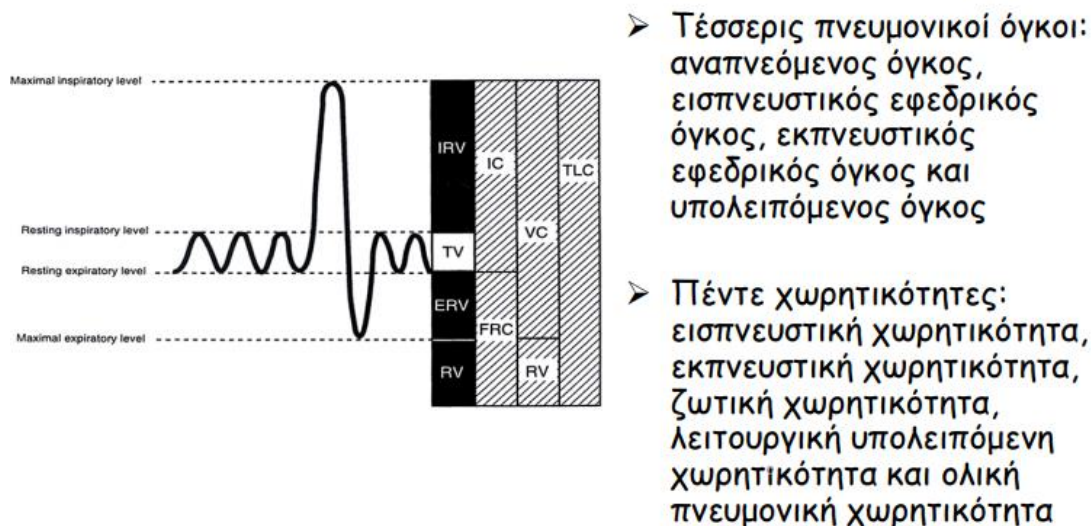 Maximal inspiratory level
Resting inspiratory level
Resting expiratory level
Maximal expiratory level
IRV
TV
ERV
RV
IC
FRC
VC
RV
TLC
➤ Τέσσερις πνευμονικοί όγκοι:
αναπνεόμενος όγκος,
εισπνευστικός εφεδρικός
όγκος, εκπνευστικός
εφεδρικός όγκος και
υπολειπόμενος όγκος
➤ Πέντε χωρητικότητες:
εισπνευστική χωρητικότητα,
εκπνευστική χωρητικότητα,
ζωτική χωρητικότητα,
λειτουργική υπολειπόμενη
χωρητικότητα και ολική
πνευμονική χωρητικότητα